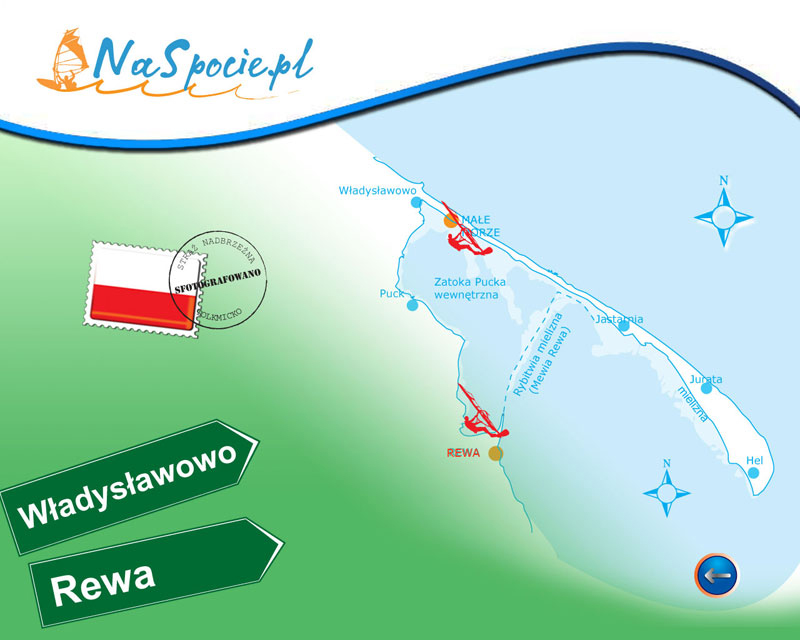 NaSpocie.pl
N
Władysławowo
MAŁE
MORZE
STRAŻ NADBRZEŻNA
SFOTOGRAFOWANO
TOLKMICKO
Zatoka Pucka
wewnętrzna
Puck
Jastarnia
Rybitwia mielizna
(Mewia Rewa)
Jurata
mielizna
REWA
Hel
N
Władysławowo
Rewa